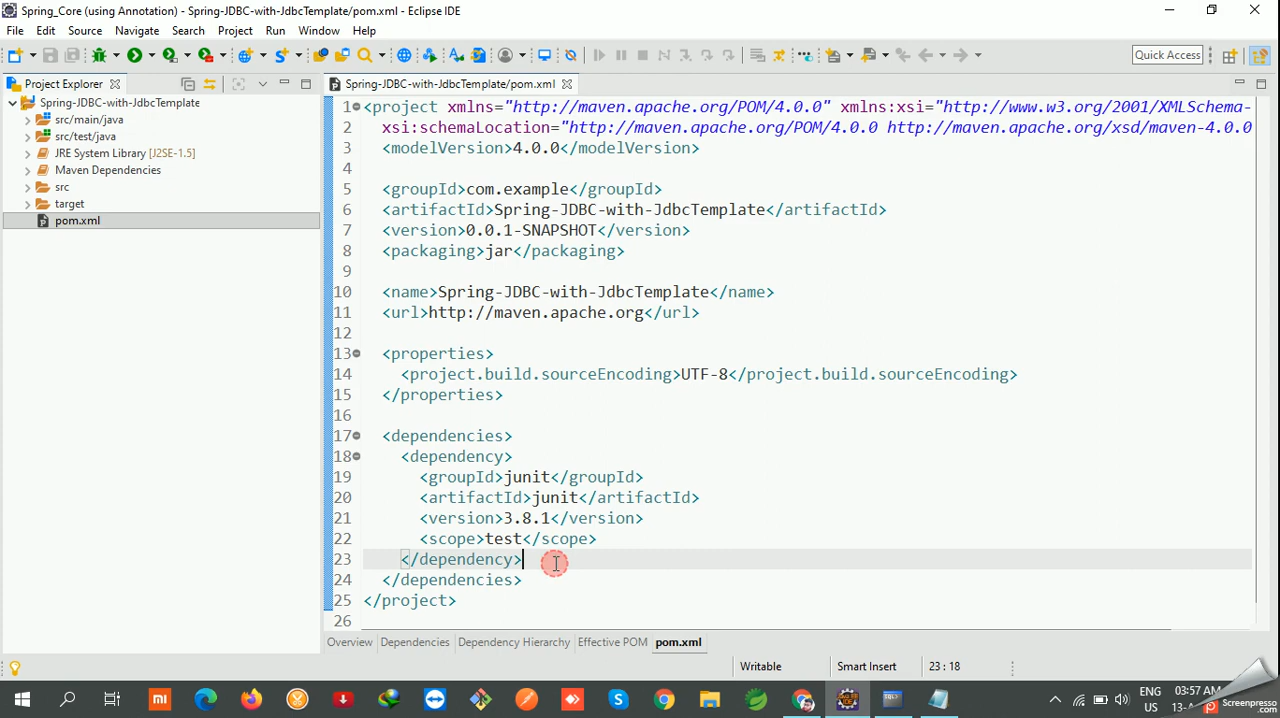 Spring_Core (using Annotation) - Spring-JDBC-with-JdbcTemplate/pom.xml - Eclipse IDE
File Edit Source Navigate Search Project Run Window Help
Quick Access
Project Explorer
Spring-JDBC-with-JdbcTemplate
src/main/java
src/test/java
JRE System Library [J2SE-1.5]
Maven Dependencies
src
target
pom.xml
Spring-JDBC-with-JdbcTemplate/pom.xml
1 <project xmlns="http://maven.apache.org/POM/4.0.0" xmlns:xsi="http://www.w3.org/2001/XMLSchema-
2 xsi:schemaLocation="http://maven.apache.org/POM/4.0.0 http://maven.apache.org/xsd/maven-4.0.0
3 <modelVersion>4.0.0</modelVersion>
4
5 <groupId>com.example</groupId>
6 <artifactId>Spring-JDBC-with-JdbcTemplate</artifactId>
7 <version>0.0.1-SNAPSHOT</version>
8 <packaging>jar</packaging>
9
10 <name>Spring-JDBC-with-JdbcTemplate</name>
11 <url>http://maven.apache.org</url>
12
13 <properties>
14 <project.build.sourceEncoding>UTF-8</project.build.sourceEncoding>
15 </properties>
16
17 <dependencies>
18 <dependency>
19 <groupId>junit</groupId>
20 <artifactId>junit</artifactId>
21 <version>3.8.1</version>
22 <scope>test</scope>
23 </dependency>
24 </dependencies>
25 </project>
26
Overview Dependencies Dependency Hierarchy Effective POM pom.xml
Writable Smart Insert 23 : 18
ENG 03:57 AM
US 13-A
Screenpresso.com